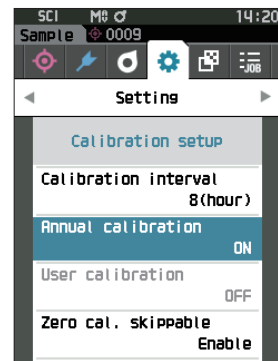 SCI M⁰ 14:20
Sample 0009
-JOB
Setting
Calibration setup
Calibration interval
8(hour)
Annual calibration
ON
User calibration
OFF
Zero cal. skippable
Enable